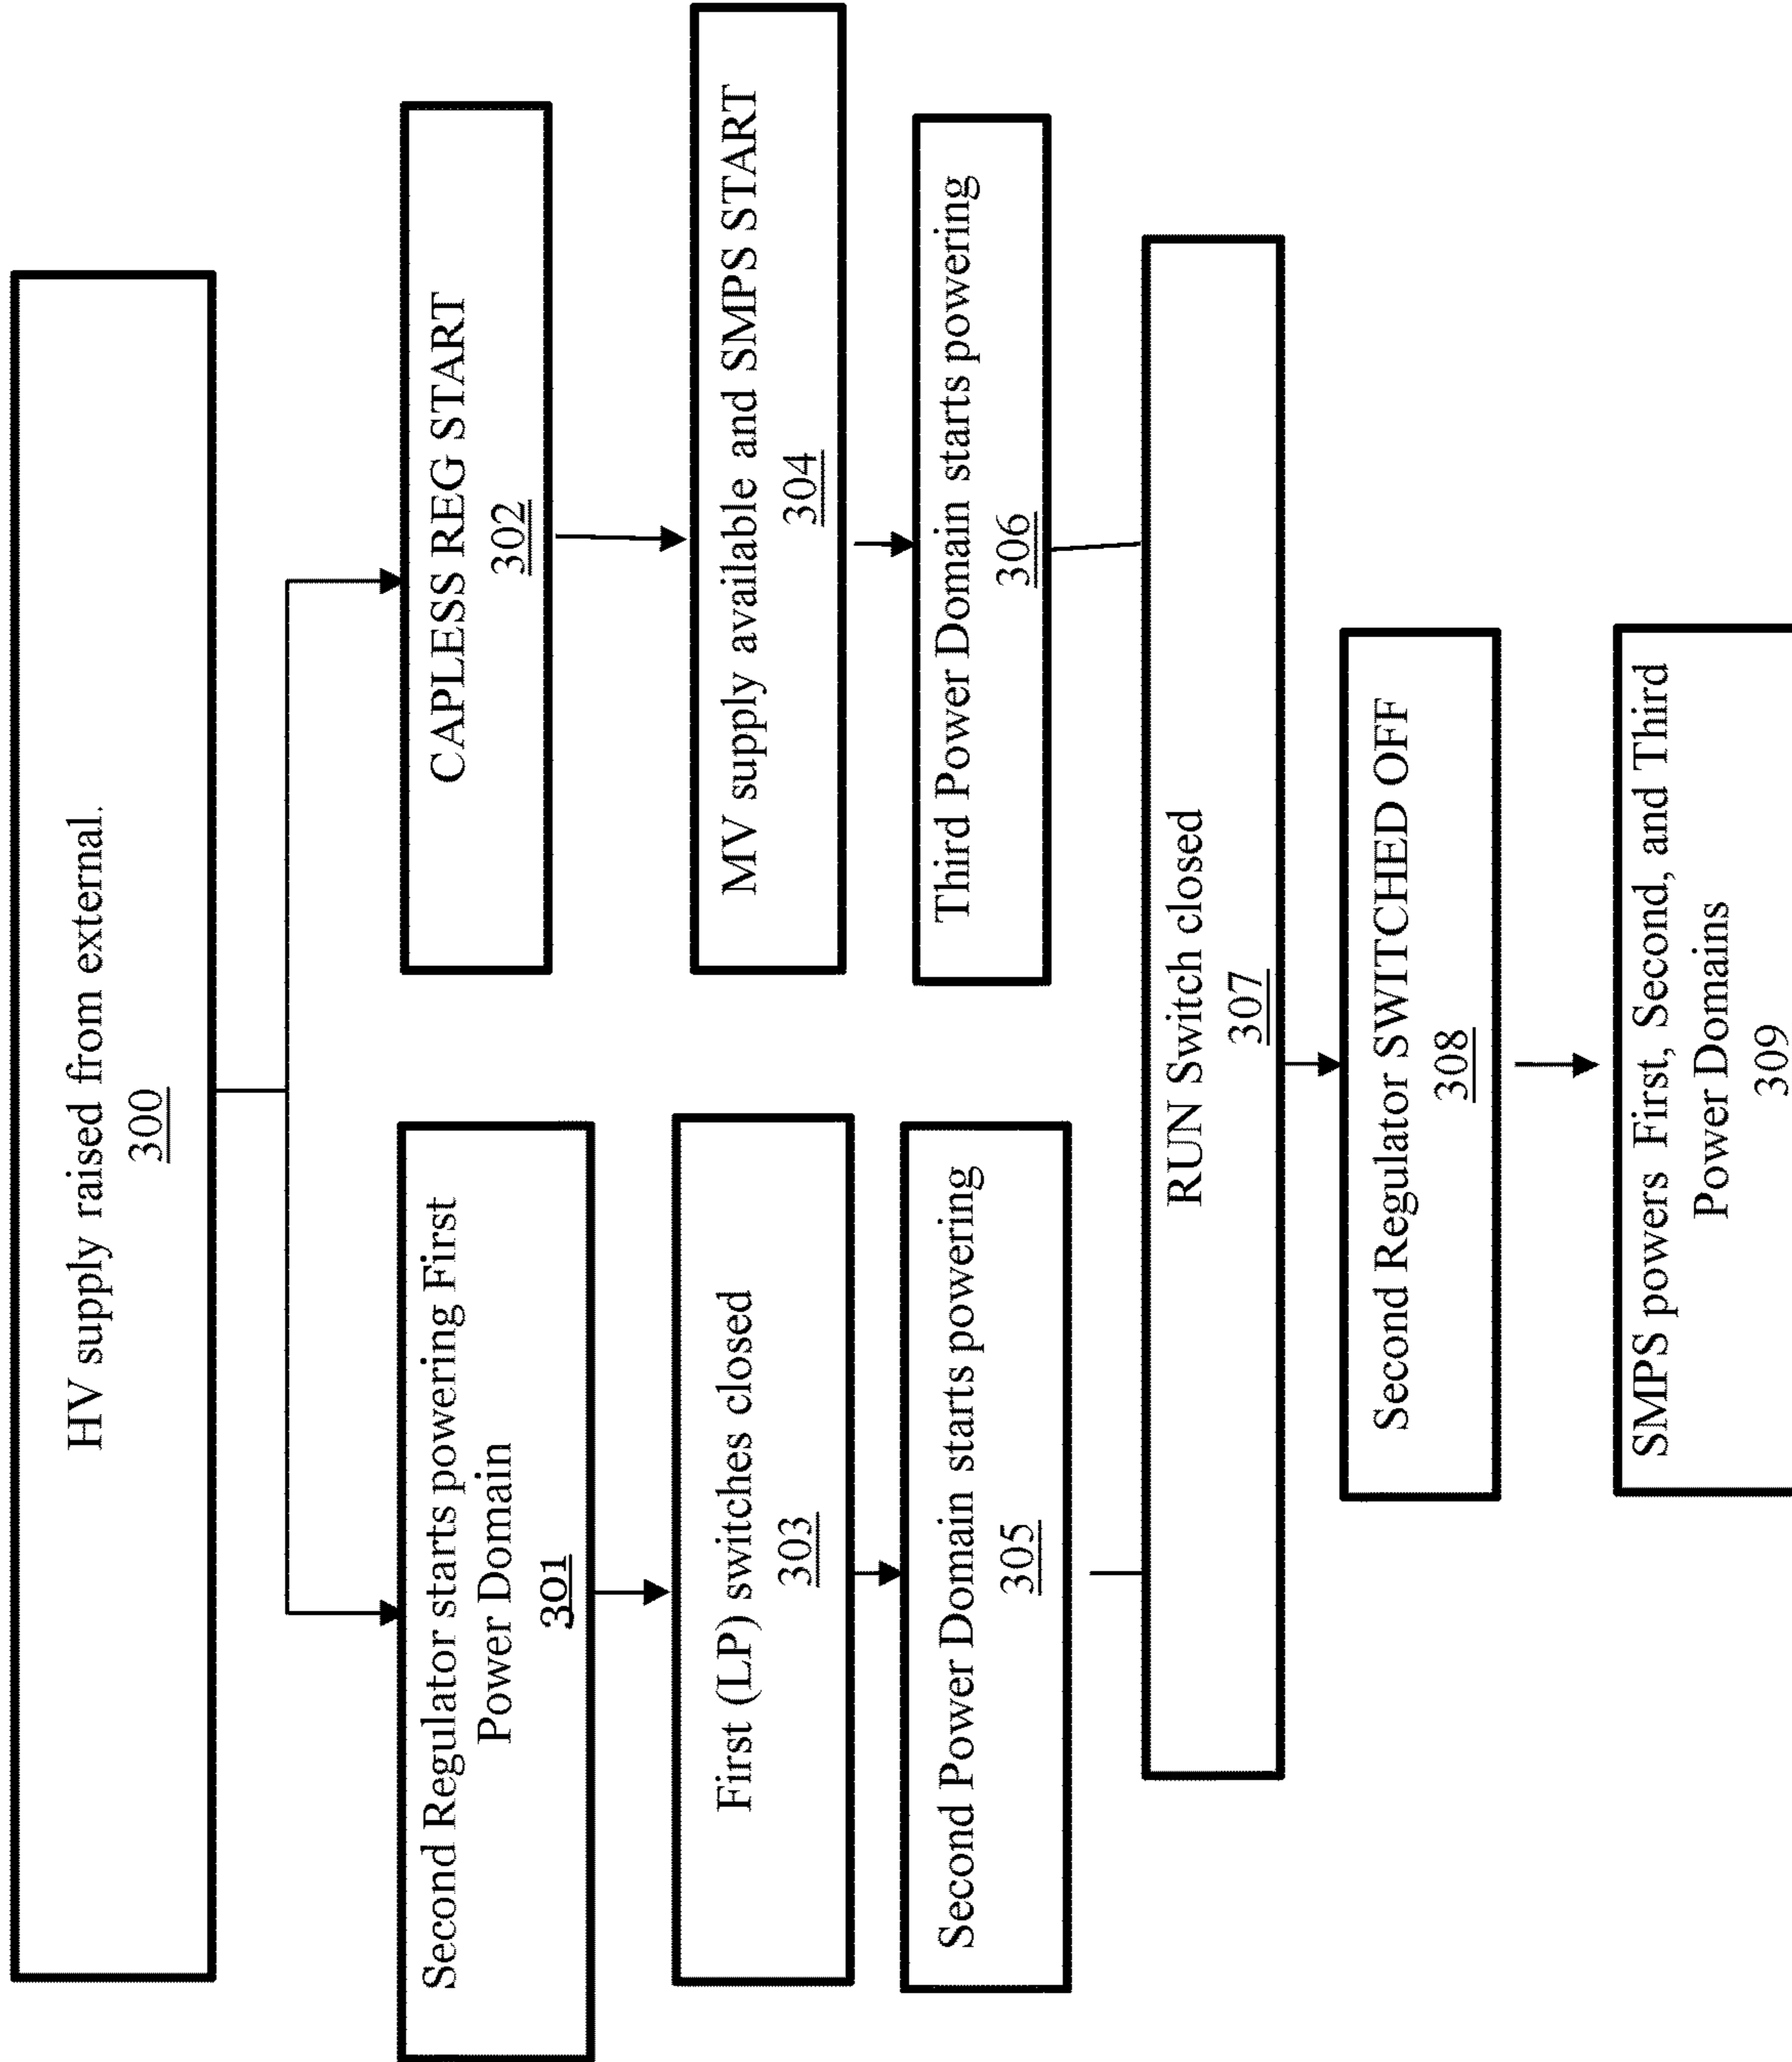 HV supply raised from external.
300
Second Regulator starts powering First
Power Domain
301
CAPLESS REG START
302
First (LP) switches closed
303
MV supply available and SMPS START
304
Second Power Domain starts powering
305
Third Power Domain starts powering
306
RUN Switch closed
307
Second Regulator SWITCHED OFF
308
SMPS powers First, Second, and Third
Power Domains
309